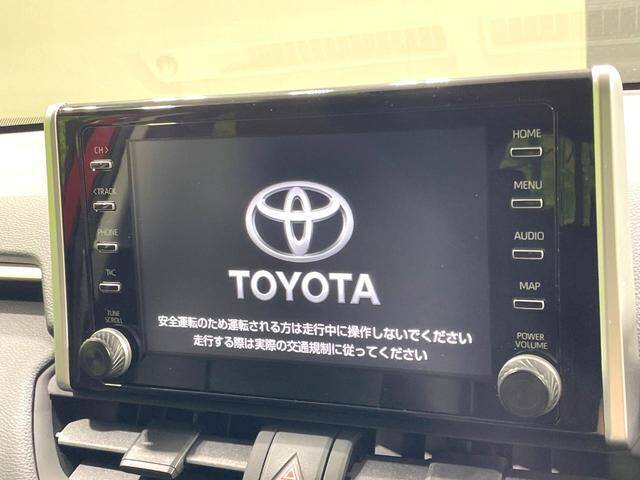 CH>
<TRACK
PHONE
T/C
TUNE
SCROLL
TOYOTA
安全運転のため運転される方は走行中に操作しないでください
走行する際は実際の交通規制に従ってください
HOME
MENU
AUDIO
MAP
POWER
VOLUME